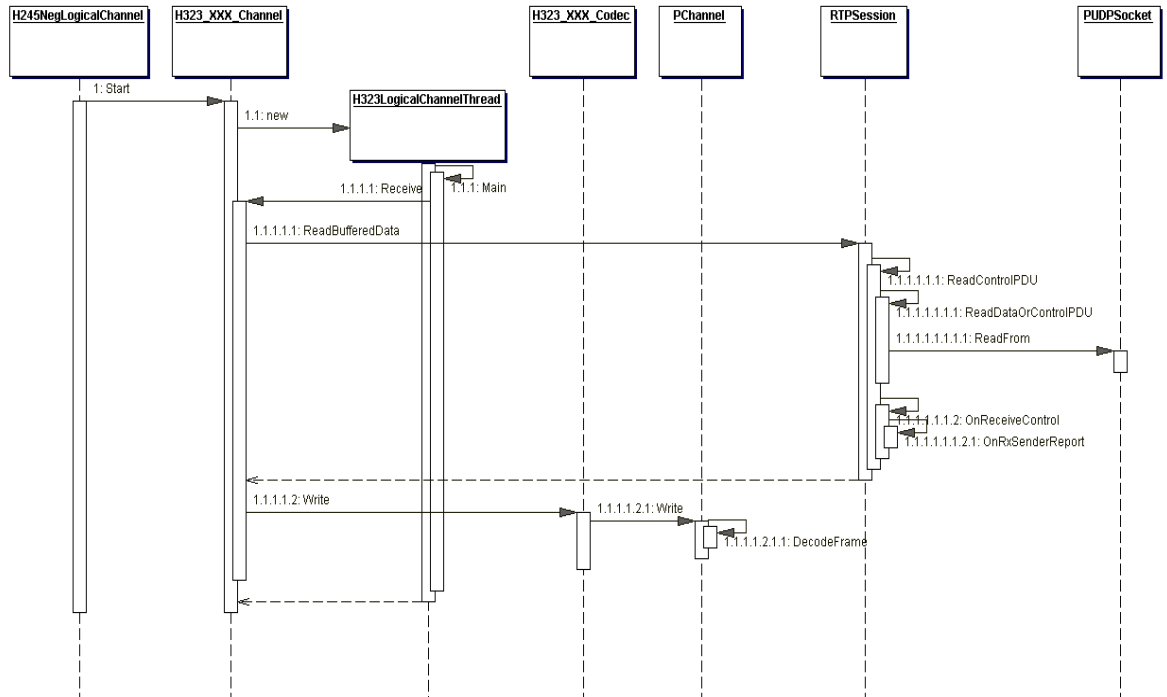 H245NegLogicalChannel
H323_XXX_Channel
H323_XXX_Codec
PChannel
RTPSession
PUDPSocket
1: Start
H323LogicalChannelThread
1.1: new
1.1.1.1: Receive
1.1.1: Main
1.1.1.1.1: ReadBufferedData
1.1.1.1.1.1: ReadControlPDU
1.1.1.1.1.1.1: ReadDataOrControlPDU
1.1.1.1.1.1.1.1: ReadFrom
1.1.1.1.1.1.2: OnReceiveControl
1.1.1.1.1.1.2.1: OnRxSenderReport
1.1.1.1.2: Write
1.1.1.1.2.1: Write
1.1.1.1.2.1.1: DecodeFrame